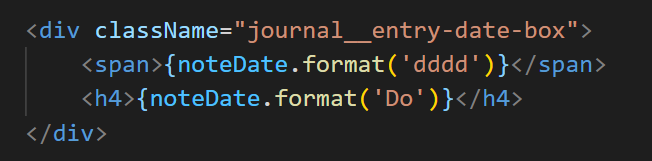 <div className="journal__entry-date-box">
    <span>{noteDate.format('dddd')}</span>
    <h4>{noteDate.format('Do')}</h4>
</div>